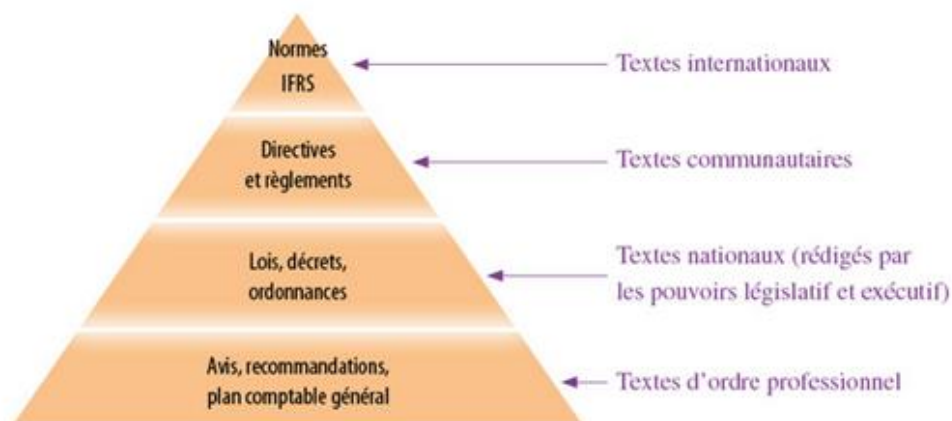 Normes
IFRS
Textes internationaux
Directives
et règlements
Textes communautaires
Lois, décrets,
ordonnances
Textes nationaux (rédigés par
les pouvoirs législatif et exécutif)
Avis, recommandations,
plan comptable général
Textes d'ordre professionnel